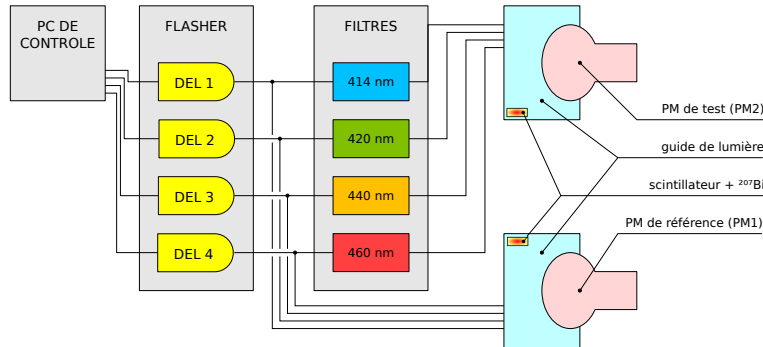 PC DE
CONTROLE
FLASHER
FILTRES
DEL 1
414 nm
DEL 2
420 nm
DEL 3
440 nm
DEL 4
460 nm
PM de test (PM2)
guide de lumière
scintillateur + ²⁰⁷Bi
PM de référence (PM1)